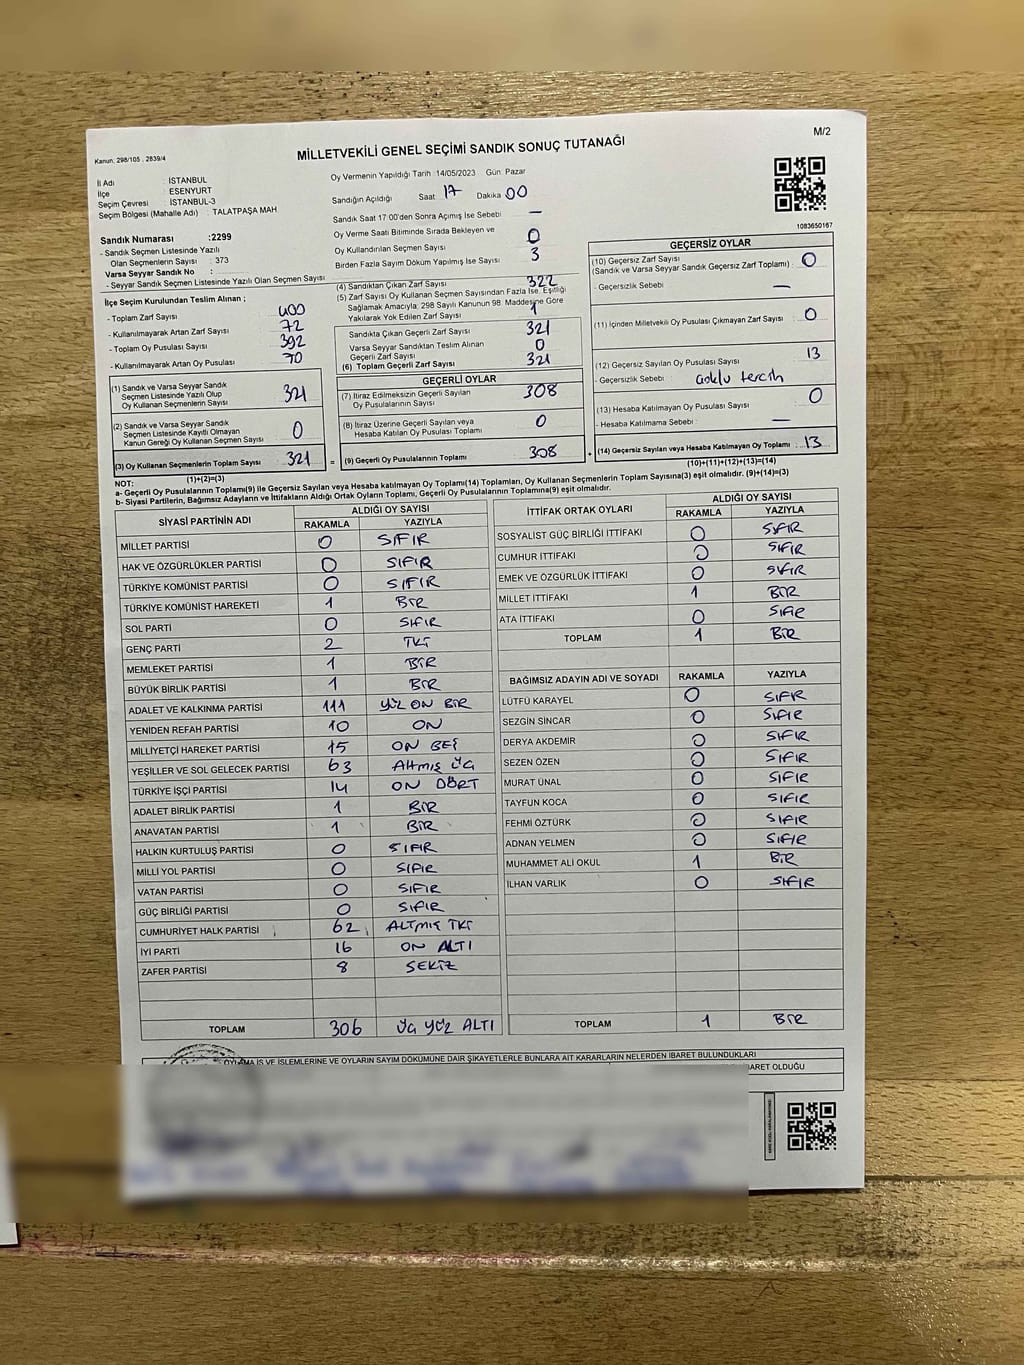 M/2
Kanun, 298/105 , 2839/4
MİLLETVEKİLİ GENEL SEÇİMİ SANDIK SONUÇ TUTANAĞI
İl Adı : İSTANBUL
İlçe : ESENYURT
Seçim Çevresi : İSTANBUL-3
Seçim Bölgesi (Mahalle Adı) : TALATPAŞA MAH
Sandık Numarası :2299
- Sandık Seçmen Listesinde Yazılı
Olan Seçmenlerin Sayısı : 373
Varsa Seyyar Sandık No :
- Seyyar Sandık Seçmen Listesinde Yazılı Olan Seçmen Sayısı :
İlçe Seçim Kurulundan Teslim Alınan ;
- Toplam Zarf Sayısı : 400
- Kullanılmayarak Artan Zarf Sayısı : 72
- Toplam Oy Pusulası Sayısı : 392
- Kullanılmayarak Artan Oy Pusulası : 70
(1) Sandık ve Varsa Seyyar Sandık
Seçmen Listesinde Yazılı Olup
Oy Kullanan Seçmenlerin Sayısı : 321
(2) Sandık ve Varsa Seyyar Sandık
Seçmen Listesinde Kayıtlı Olmayan
Kanun Gereği Oy Kullanan Seçmen Sayısı : 0
(3) Oy Kullanan Seçmenlerin Toplam Sayısı : 321
(1)+(2)=(3)
Oy Vermenin Yapıldığı Tarih :14/05/2023 Gün: Pazar
Sandığın Açıldığı Saat 17 Dakika 00
Sandık Saat 17:00'den Sonra Açılmış İse Sebebi : —
Oy Verme Saati Bitiminde Sırada Bekleyen ve
Oy Kullandırılan Seçmen Sayısı : 0
Birden Fazla Sayım Döküm Yapılmış İse Sayısı : 3
(4) Sandıktan Çıkan Zarf Sayısı : 322
(5) Zarf Sayısı Oy Kullanan Seçmen Sayısından Fazla İse, Eşitliği
Sağlamak Amacıyla; 298 Sayılı Kanunun 98. Maddesine Göre
Yakılarak Yok Edilen Zarf Sayısı : 1
Sandıkta Çıkan Geçerli Zarf Sayısı : 321
Varsa Seyyar Sandıktan Teslim Alınan
Geçerli Zarf Sayısı : 0
(6) Toplam Geçerli Zarf Sayısı : 321
GEÇERLİ OYLAR
(7) İtiraz Edilmeksizin Geçerli Sayılan
Oy Pusulalarının Sayısı : 308
(8) İtiraz Üzerine Geçerli Sayılan veya
Hesaba Katılan Oy Pusulası Toplamı : 0
= (9) Geçerli Oy Pusulalarının Toplamı : 308
1083650167
GEÇERSİZ OYLAR
(10) Geçersiz Zarf Sayısı
(Sandık ve Varsa Seyyar Sandık Geçersiz Zarf Toplamı) : 0
- Geçersizlik Sebebi : —
(11) İçinden Milletvekili Oy Pusulası Çıkmayan Zarf Sayısı : 0
(12) Geçersiz Sayılan Oy Pusulası Sayısı : 13
- Geçersizlik Sebebi : çoklu tercih
(13) Hesaba Katılmayan Oy Pusulası Sayısı : 0
- Hesaba Katılmama Sebebi : —
+ (14) Geçersiz Sayılan veya Hesaba Katılmayan Oy Toplamı : 13
(10)+(11)+(12)+(13)=(14)
NOT:
a- Geçerli Oy Pusulasının Toplamı(9) ile Geçersiz Sayılan veya Hesaba katılmayan Oy Toplamı(14) Toplamları, Oy Kullanan Seçmenlerin Toplam Sayısına(3) eşit olmalıdır. (9)+(14)=(3)
b- Siyasi Partilerin, Bağımsız Adayların ve İttifakların Aldığı Ortak Oyların Toplamı, Geçerli Oy Pusulalarının Toplamına(9) eşit olmalıdır.
SİYASİ PARTİNİN ADI ALDIĞI OY SAYISI
RAKAMLA YAZIYLA
MİLLET PARTİSİ 0 SIFIR
HAK VE ÖZGÜRLÜKLER PARTİSİ 0 SIFIR
TÜRKİYE KOMÜNİST PARTİSİ 0 SIFIR
TÜRKİYE KOMÜNİST HAREKETİ 1 BİR
SOL PARTİ 0 SIFIR
GENÇ PARTİ 2 İKİ
MEMLEKET PARTİSİ 1 BİR
BÜYÜK BİRLİK PARTİSİ 1 BİR
ADALET VE KALKINMA PARTİSİ 111 YÜZ ON BİR
YENİDEN REFAH PARTİSİ 10 ON
MİLLİYETÇİ HAREKET PARTİSİ 15 ON BEŞ
YEŞİLLER VE SOL GELECEK PARTİSİ 63 Altmış üç
TÜRKİYE İŞÇİ PARTİSİ 14 ON DÖRT
ADALET BİRLİK PARTİSİ 1 BİR
ANAVATAN PARTİSİ 1 BİR
HALKIN KURTULUŞ PARTİSİ 0 SIFIR
MİLLİ YOL PARTİSİ 0 SIFIR
VATAN PARTİSİ 0 SIFIR
GÜÇ BİRLİĞİ PARTİSİ 0 SIFIR
CUMHURİYET HALK PARTİSİ 62 ALTMIŞ İKİ
İYİ PARTİ 16 ON ALTI
ZAFER PARTİSİ 8 SEKİZ
TOPLAM 306 üç YÜZ ALTI
İTTİFAK ORTAK OYLARI ALDIĞI OY SAYISI
RAKAMLA YAZIYLA
SOSYALİST GÜÇ BİRLİĞİ İTTİFAKI 0 SIFIR
CUMHUR İTTİFAKI 0 SIFIR
EMEK VE ÖZGÜRLÜK İTTİFAKI 0 SIFIR
MİLLET İTTİFAKI 1 BİR
ATA İTTİFAKI 0 SIFIR
TOPLAM 1 BİR
BAĞIMSIZ ADAYIN ADI VE SOYADI RAKAMLA YAZIYLA
LÜTFÜ KARAYEL 0 SIFIR
SEZGİN SİNCAR 0 SIFIR
DERYA AKDEMİR 0 SIFIR
SEZEN ÖZEN 0 SIFIR
MURAT ÜNAL 0 SIFIR
TAYFUN KOCA 0 SIFIR
FEHMİ ÖZTÜRK 0 SIFIR
ADNAN YELMEN 0 SIFIR
MUHAMMET ALİ OKUL 1 BİR
İLHAN VARLIK 0 SIFIR
TOPLAM 1 BİR
OYLAMA İŞ VE İŞLEMLERİNE VE OYLARIN SAYIM DÖKÜMÜNE DAİR ŞİKAYETLERLE BUNLARA AİT KARARLARIN NELERDEN İBARET BULUNDUKLARI
İBARET OLDUĞU